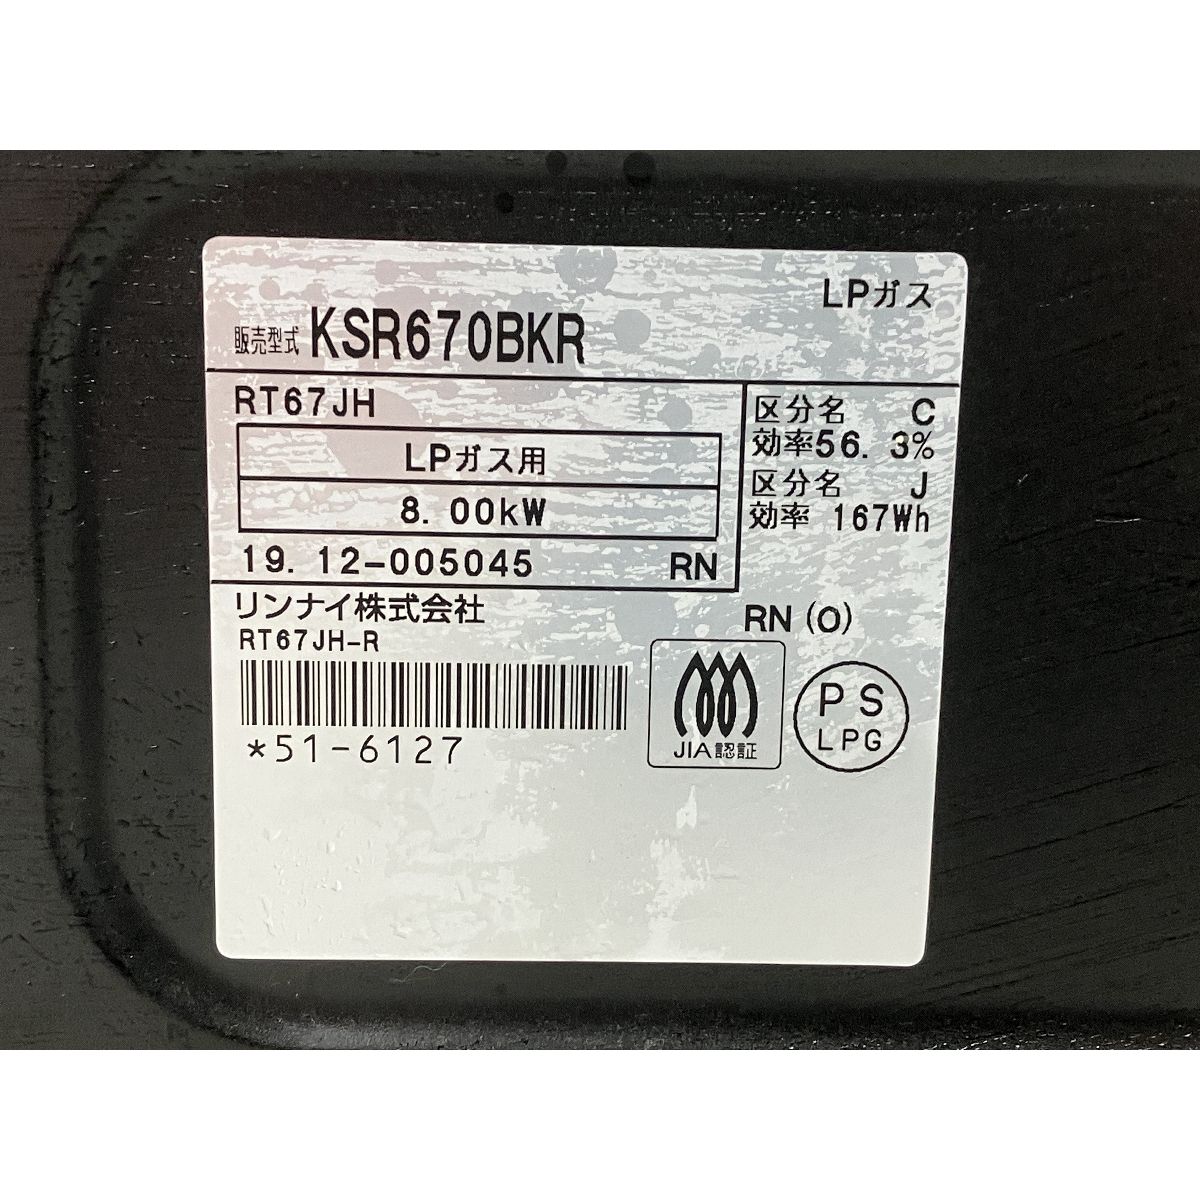 LPガス
販売型式 KSR670BKR
RT67JH
LPガス用
8.00kW
19.12-005045 RN
区分名 C
効率56.3%
区分名 J
効率 167Wh
リンナイ株式会社
RN(O)
RT67JH-R
*51-6127
JIA認証
PS
LPG